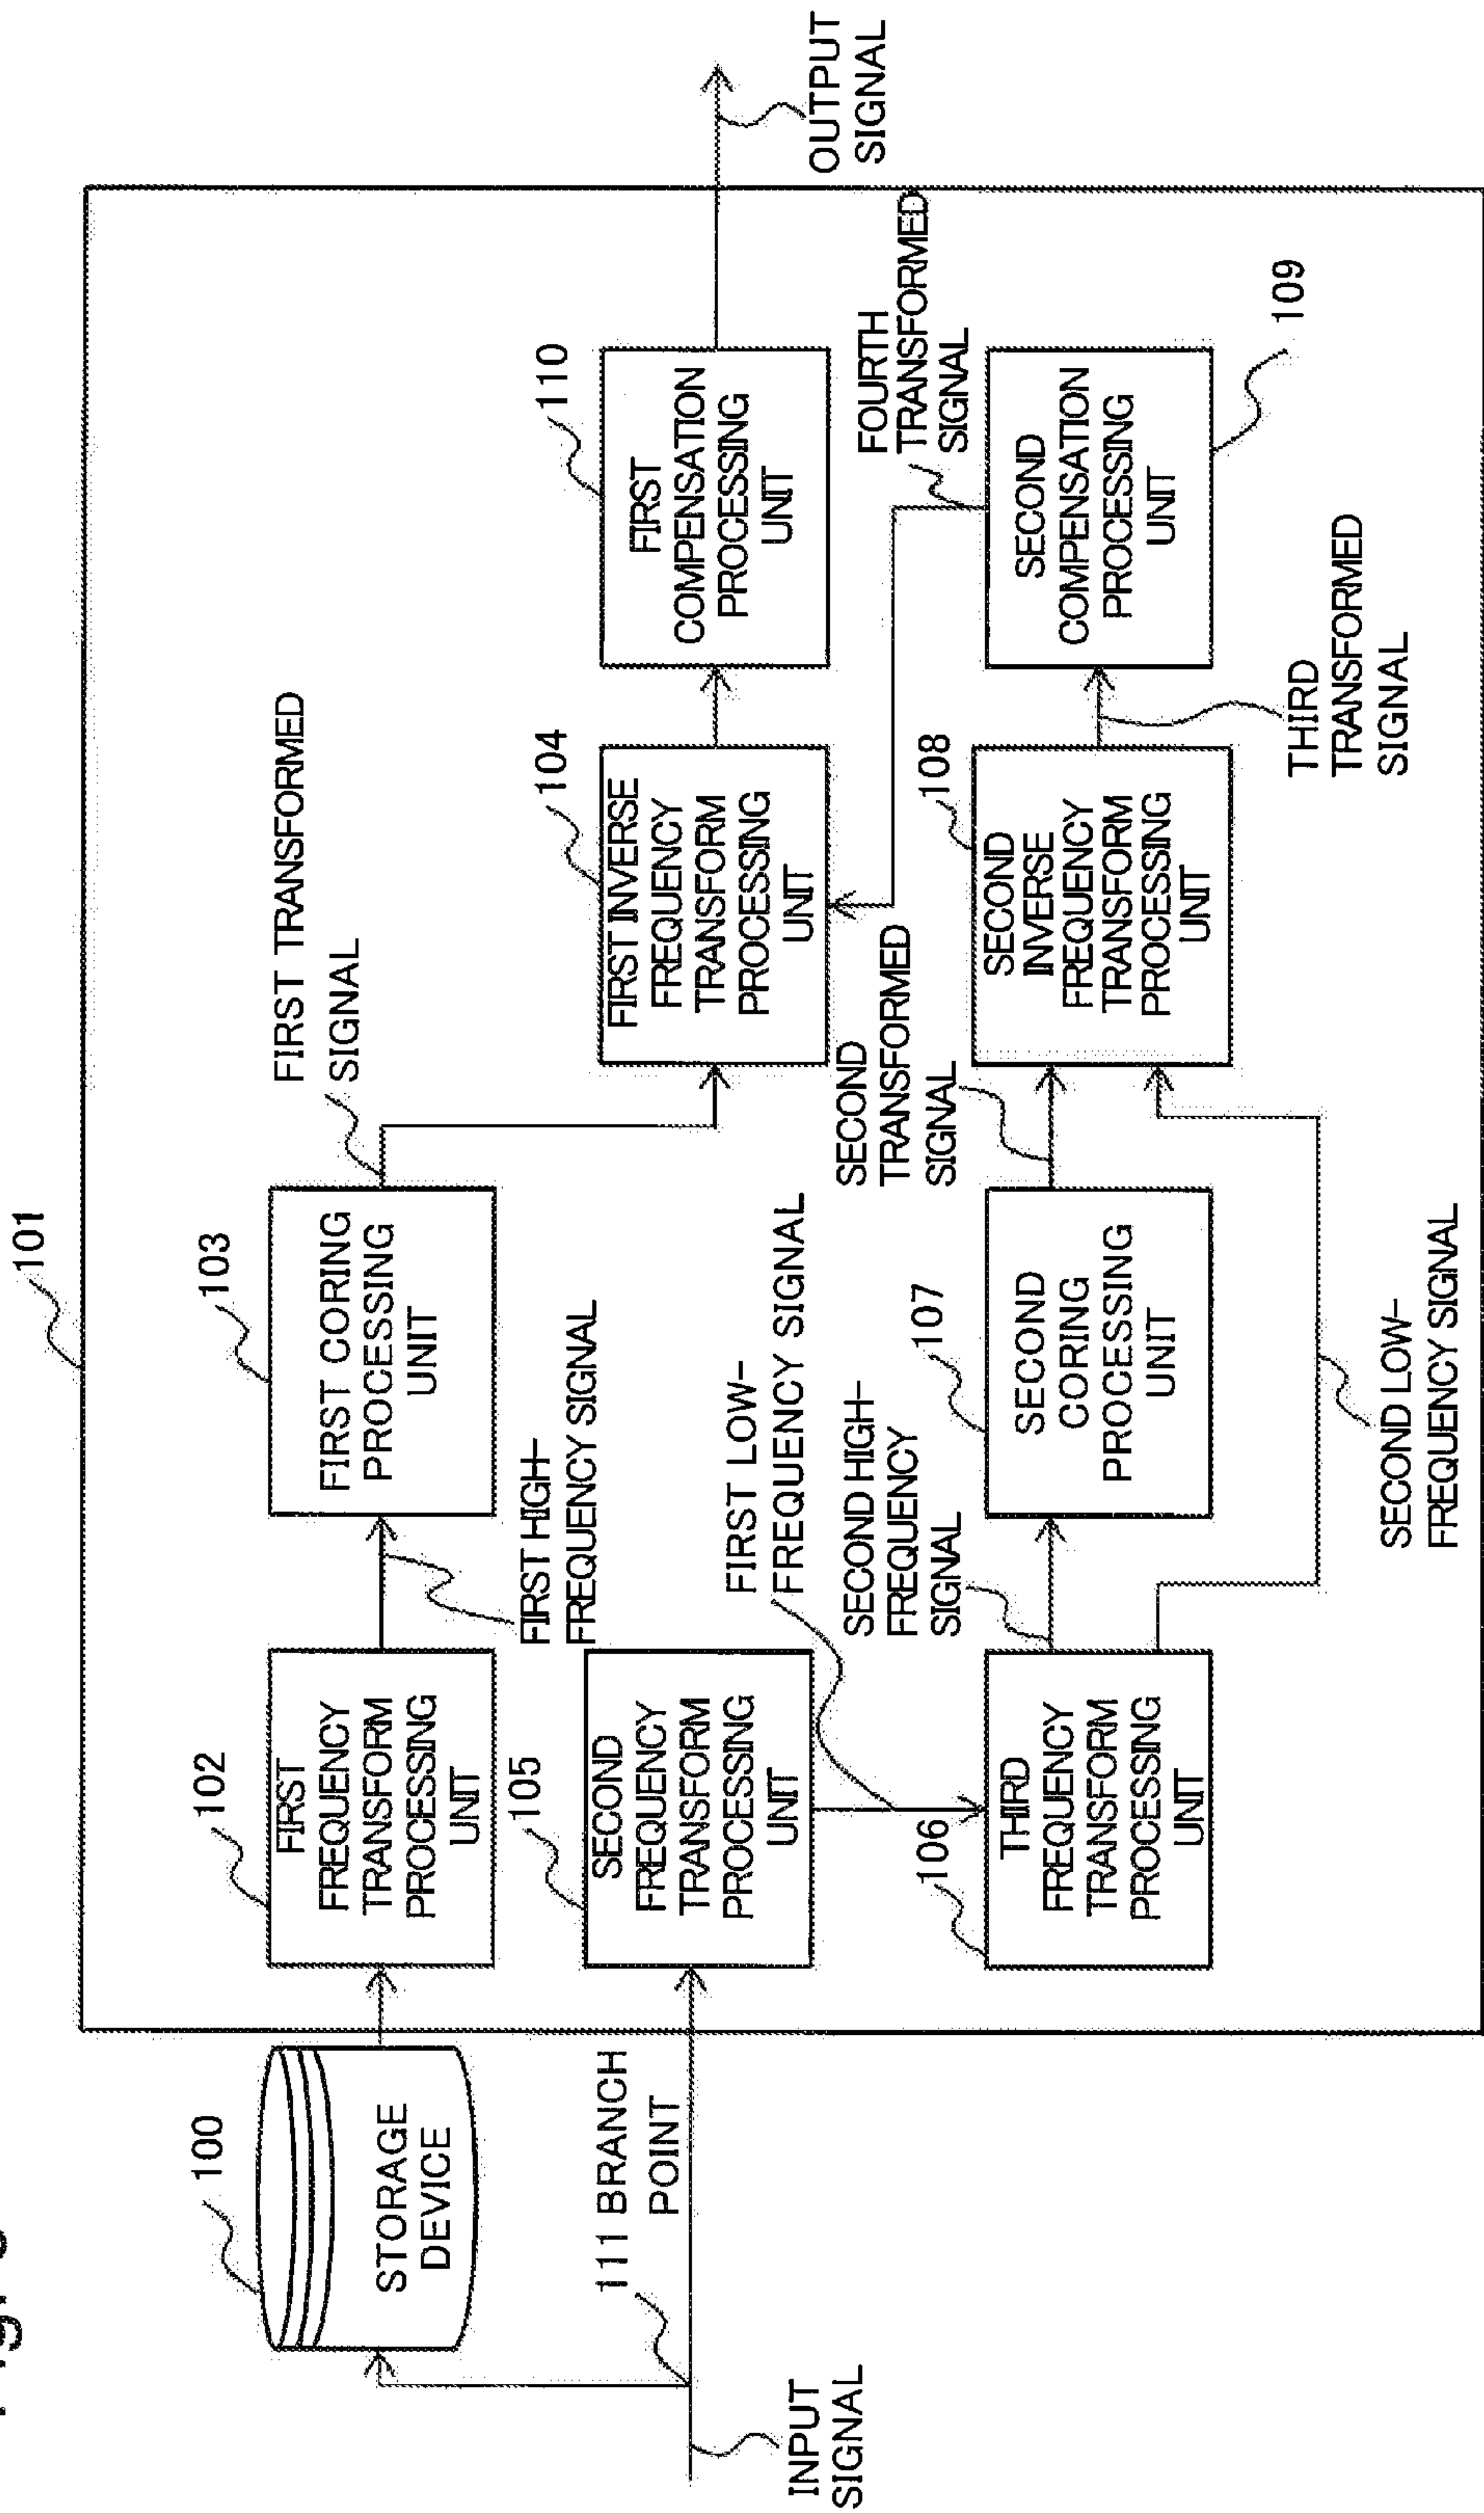 101
100
STORAGE
DEVICE
111 BRANCH
POINT
INPUT
SIGNAL
102
FIRST
FREQUENCY
TRANSFORM
PROCESSING
UNIT
FIRST HIGH-
FREQUENCY SIGNAL
103
FIRST CORING
PROCESSING
UNIT
FIRST TRANSFORMED
SIGNAL
105
SECOND
FREQUENCY
TRANSFORM
PROCESSING
UNIT
FIRST LOW-
FREQUENCY SIGNAL
104
FIRST INVERSE
FREQUENCY
TRANSFORM
PROCESSING
UNIT
110
FIRST
COMPENSATION
PROCESSING
UNIT
OUTPUT
SIGNAL
106
THIRD
FREQUENCY
TRANSFORM
PROCESSING
UNIT
SECOND HIGH-
FREQUENCY
SIGNAL
107
SECOND
CORING
PROCESSING
UNIT
SECOND
TRANSFORMED
SIGNAL
108
SECOND
INVERSE
FREQUENCY
TRANSFORM
PROCESSING
UNIT
FOURTH
TRANSFORMED
SIGNAL
SECOND
COMPENSATION
PROCESSING
UNIT
109
THIRD
TRANSFORMED
SIGNAL
SECOND LOW-
FREQUENCY SIGNAL